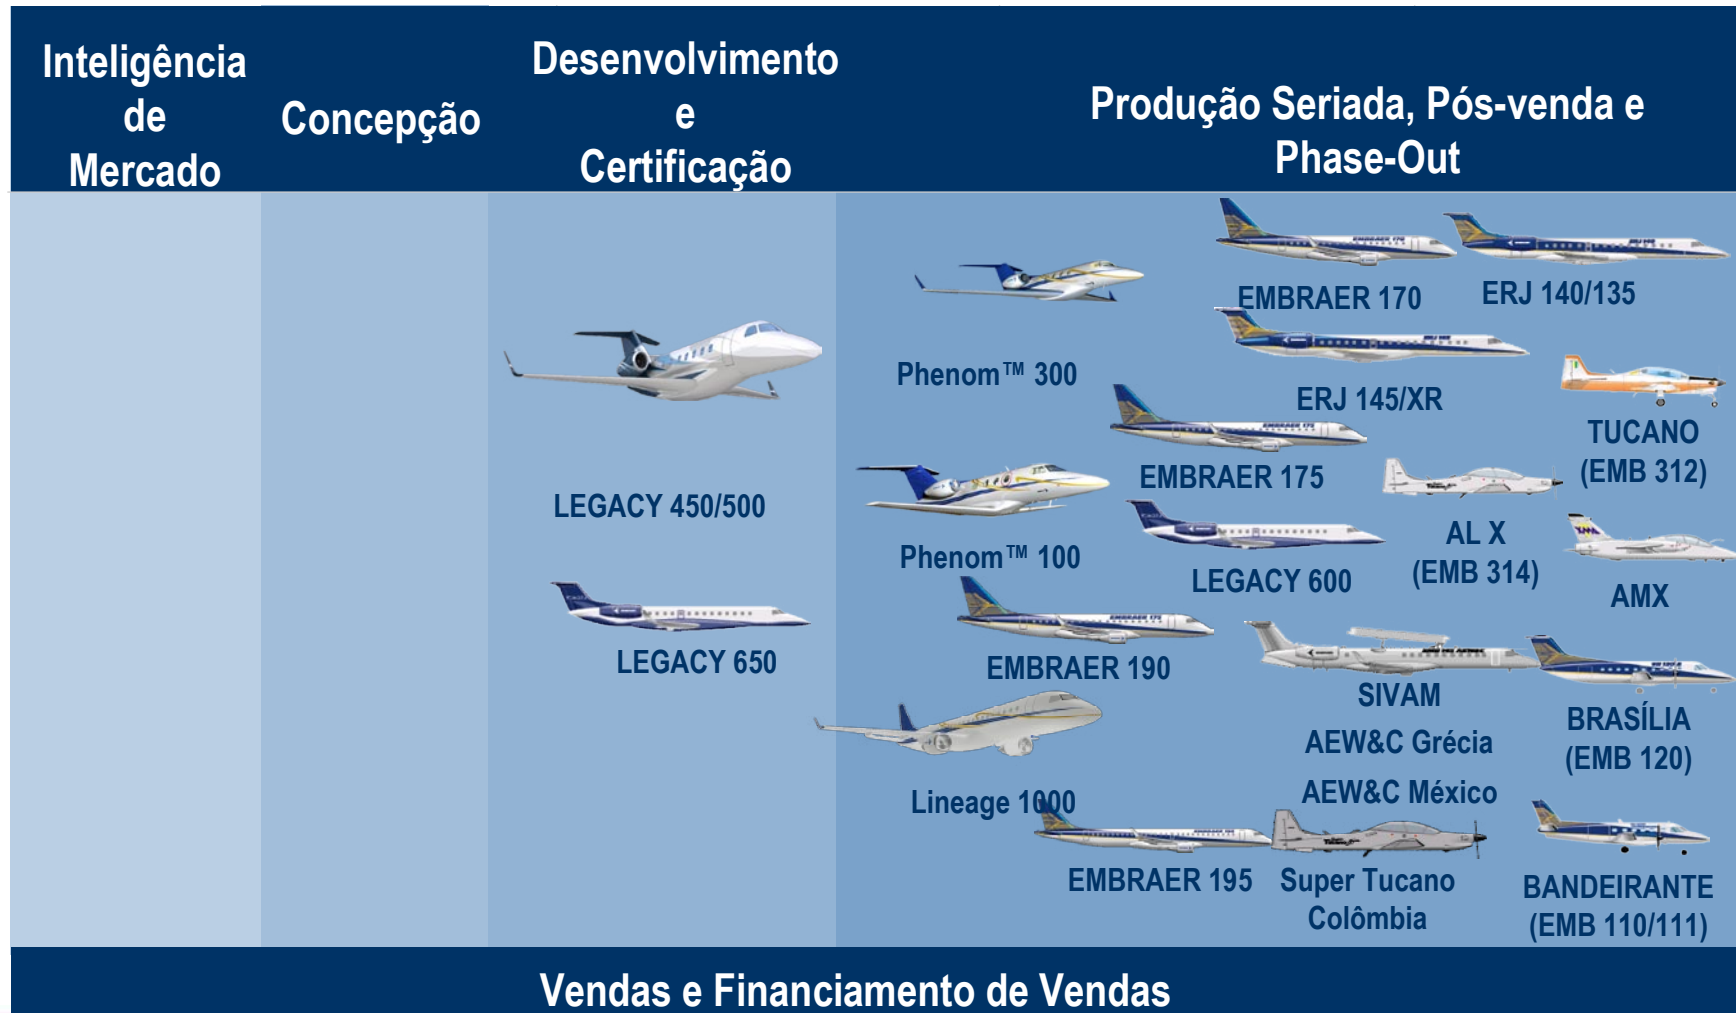 Inteligência
de
Mercado
Concepção
Desenvolvimento
e
Certificação
Produção Seriada, Pós-venda e
Phase-Out
LEGACY 450/500
LEGACY 650
Phenom™ 300
EMBRAER 170
ERJ 140/135
ERJ 145/XR
TUCANO
(EMB 312)
EMBRAER 175
Phenom™ 100
LEGACY 600
AL X
(EMB 314)
AMX
EMBRAER 190
SIVAM
AEW&C Grécia
AEW&C México
BRASÍLIA
(EMB 120)
Lineage 1000
EMBRAER 195
Super Tucano
Colômbia
BANDEIRANTE
(EMB 110/111)
Vendas e Financiamento de Vendas